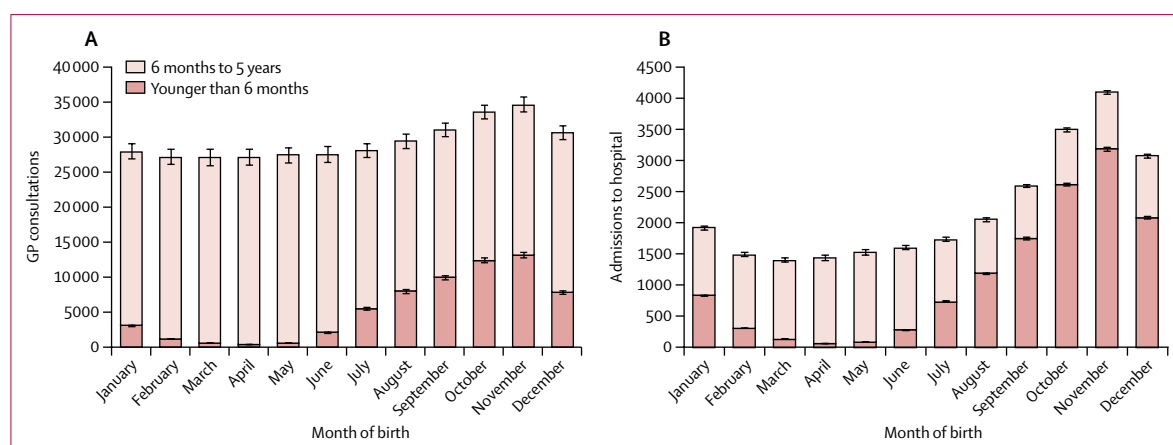 A
B
GP consultations
40 000
35 000
30 000
25 000
20 000
15 000
10 000
5000
0
6 months to 5 years
Younger than 6 months
January
February
March
April
May
June
July
August
September
October
November
December
Month of birth
Admissions to hospital
4500
4000
3500
3000
2500
2000
1500
1000
500
0
January
February
March
April
May
June
July
August
September
October
November
December
Month of birth